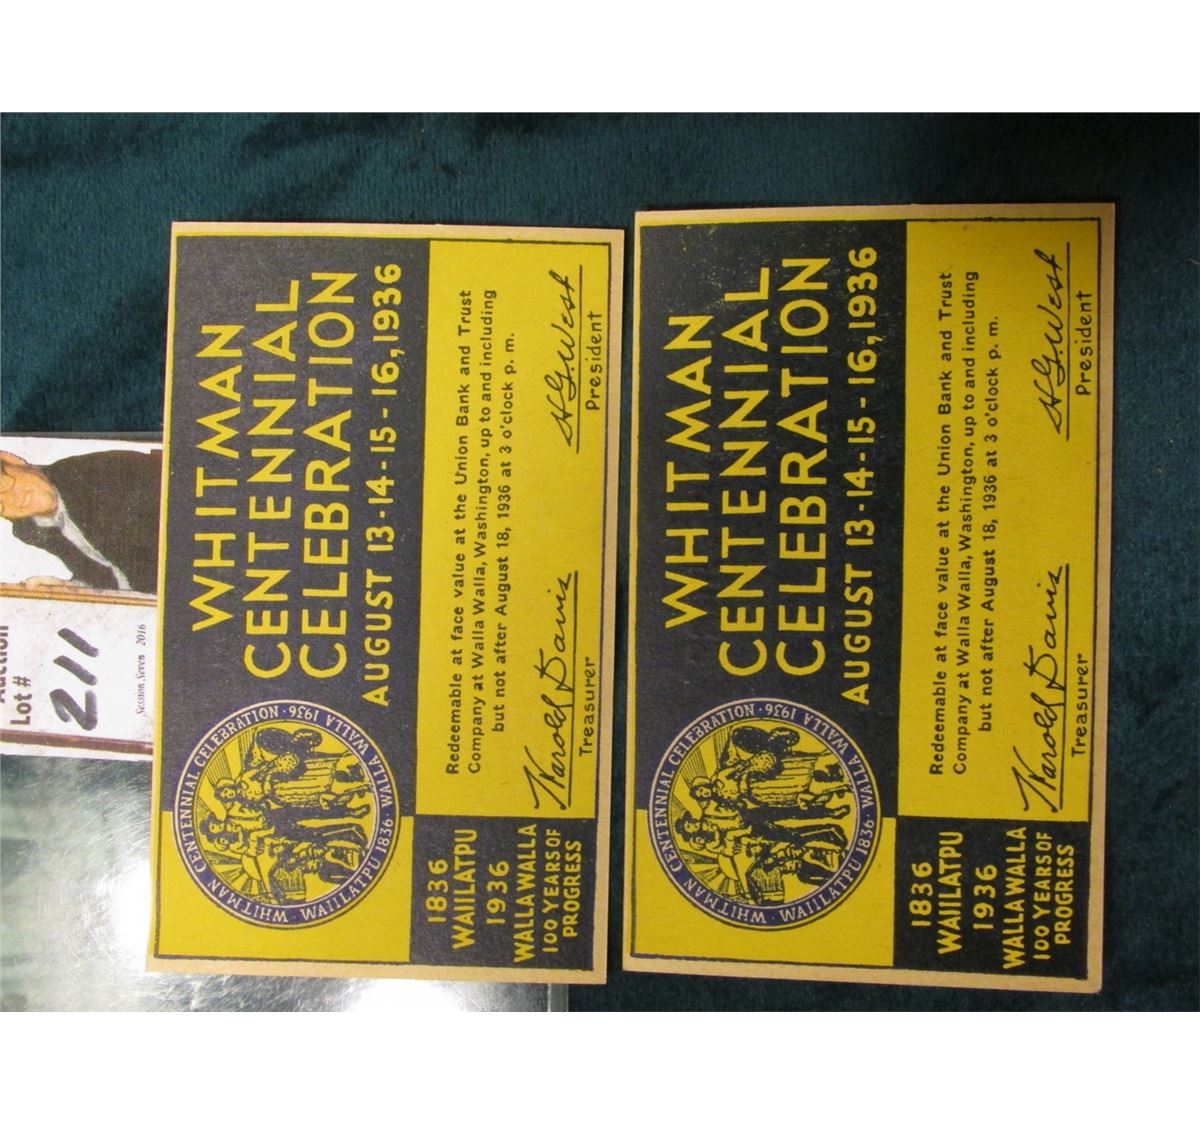 Lot #
211
Session Seven 2016
WHITMAN
CENTENNIAL
CELEBRATION
AUGUST 13-14-15-16, 1936
WHITMAN CENTENNIAL CELEBRATION · 1936 WALLA WALLA · WAIILATPU 1836 ·
Redeemable at face value at the Union Bank and Trust
Company at Walla Walla, Washington, up to and including
but not after August 18, 1936 at 3 o'clock p. m.
Harold Davis
Treasurer
H G West
President
1836
WAIILATPU
1936
WALLA WALLA
100 YEARS OF
PROGRESS
WHITMAN
CENTENNIAL
CELEBRATION
AUGUST 13-14-15-16, 1936
WHITMAN CENTENNIAL CELEBRATION · 1936 WALLA WALLA · WAIILATPU 1836 ·
Redeemable at face value at the Union Bank and Trust
Company at Walla Walla, Washington, up to and including
but not after August 18, 1936 at 3 o'clock p. m.
Harold Davis
Treasurer
H G West
President
1836
WAIILATPU
1936
WALLA WALLA
100 YEARS OF
PROGRESS